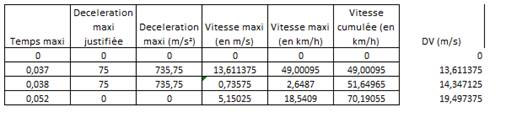 Temps maxi Deceleration maxi justifiée Deceleration maxi (m/s²) Vitesse maxi (en m/s) Vitesse maxi (en km/h) Vitesse cumulée (en km/h) DV (m/s)
0 0 0 0 0 0 0
0,037 75 735,75 13,611375 49,00095 49,00095 13,611375
0,038 75 735,75 0,73575 2,6487 51,64965 14,347125
0,052 0 0 5,15025 18,5409 70,19055 19,497375